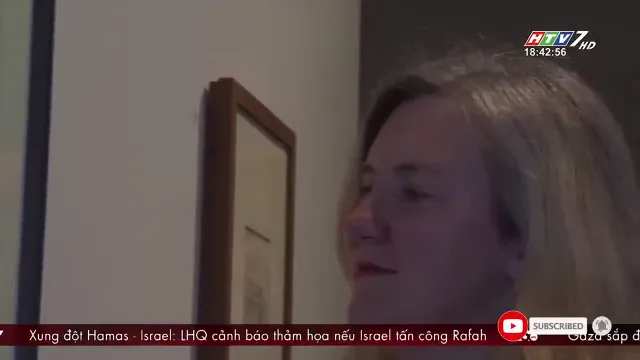 HTV7 HD
18:42:56
SUBSCRIBED
Xung đột Hamas - Israel: LHQ cảnh báo thảm họa nếu Israel tấn công Rafah
Gaza sắp